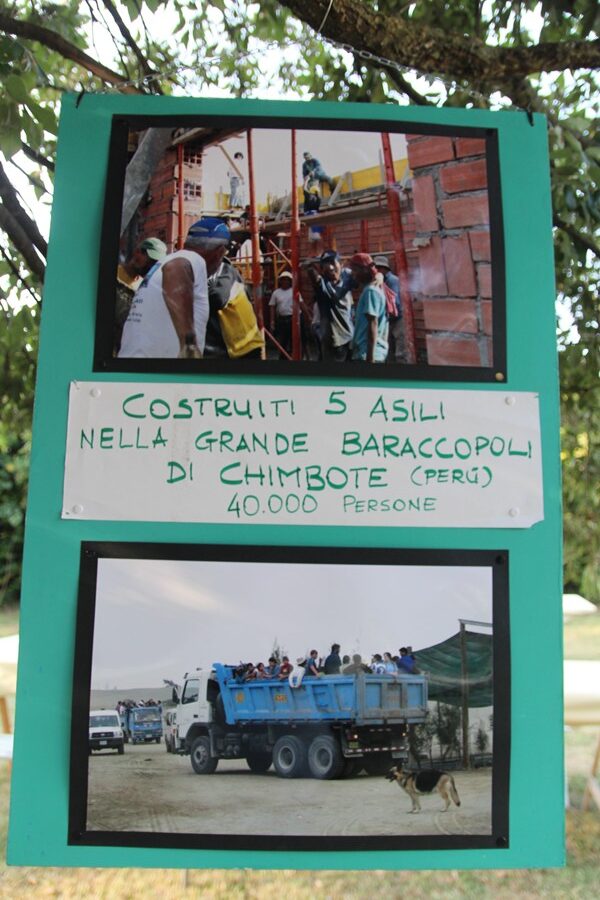 COSTRUITI 5 ASILI
NELLA GRANDE BARACCOPOLI
DI CHIMBOTE (PERÚ)
40.000 PERSONE